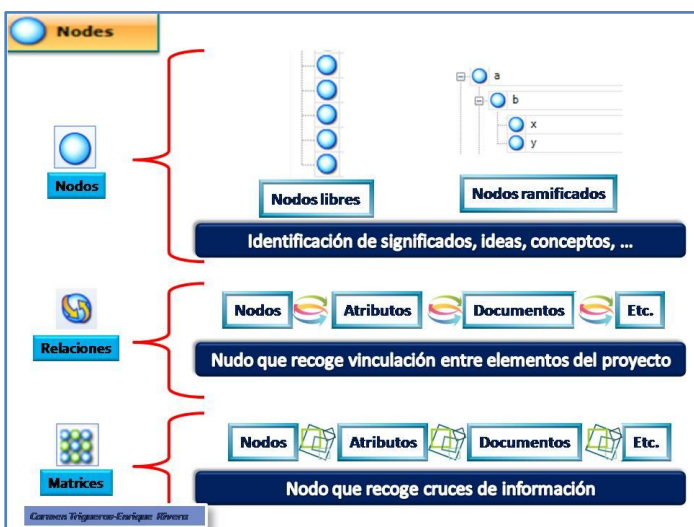 Nodes
a
b
x
y
Nodos
Nodos libres
Nodos ramificados
Identificación de significados, ideas, conceptos, ...
Nodos Atributos Documentos Etc.
Relaciones
Nudo que recoge vinculación entre elementos del proyecto
Nodos Atributos Documentos Etc.
Matrices
Nodo que recoge cruces de información
Carmen Trigueros-Enrique Rivera